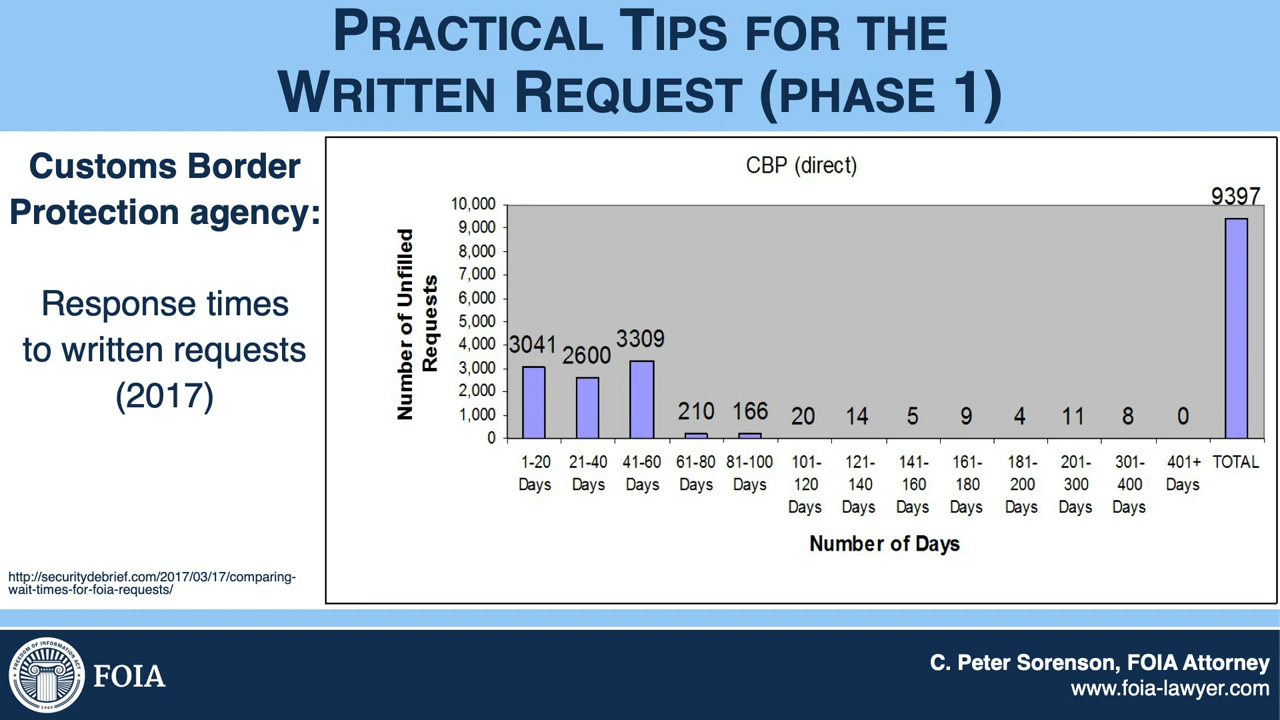 PRACTICAL TIPS FOR THE
WRITTEN REQUEST (PHASE 1)
Customs Border
Protection agency:
Response times
to written requests
(2017)
http://securitydebrief.com/2017/03/17/comparing-
wait-times-for-foia-requests/
CBP (direct)
Number of Unfilled
Requests
10,000
9,000
8,000
7,000
6,000
5,000
4,000
3,000
2,000
1,000
0
3041
2600
3309
210
166
20
14
5
9
4
11
8
0
9397
1-20
Days
21-40
Days
41-60
Days
61-80
Days
81-100
Days
101-
120
Days
121-
140
Days
141-
160
Days
161-
180
Days
181-
200
Days
201-
300
Days
301-
400
Days
401+
Days
TOTAL
Number of Days
FREEDOM OF INFORMATION ACT
FOIA
C. Peter Sorenson, FOIA Attorney
www.foia-lawyer.com